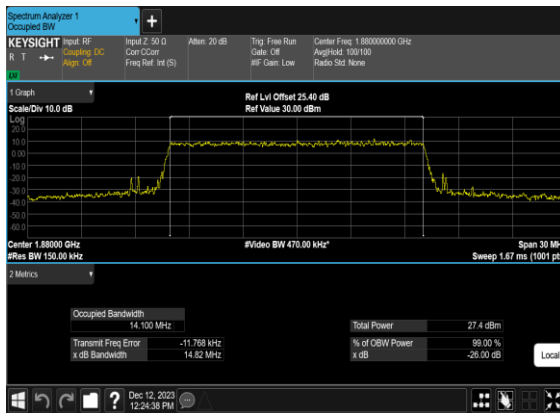 Spectrum Analyzer 1
Occupied BW
KEYSIGHT Input: RF Input Z: 50 Ω Atten: 20 dB Trig: Free Run Center Freq: 1.880000000 GHz
R T Coupling: DC Corr CCorr Gate: Off Avg|Hold: 100/100
Align: Off Freq Ref: Int (S) #IF Gain: Low Radio Std: None
1 Graph
Ref Lvl Offset 25.40 dB
Scale/Div 10.0 dB Ref Value 30.00 dBm
Log
20.0
10.0
0.00
-10.0
-20.0
-30.0
-40.0
-50.0
-60.0
Center 1.88000 GHz #Video BW 470.00 kHz* Span 30 MH
#Res BW 150.00 kHz Sweep 1.67 ms (1001 pts
2 Metrics
Occupied Bandwidth
14.100 MHz Total Power 27.4 dBm
Transmit Freq Error -11.768 kHz % of OBW Power 99.00 %
x dB Bandwidth 14.82 MHz x dB -26.00 dB
Local
Dec 12, 2023
12:24:38 PM